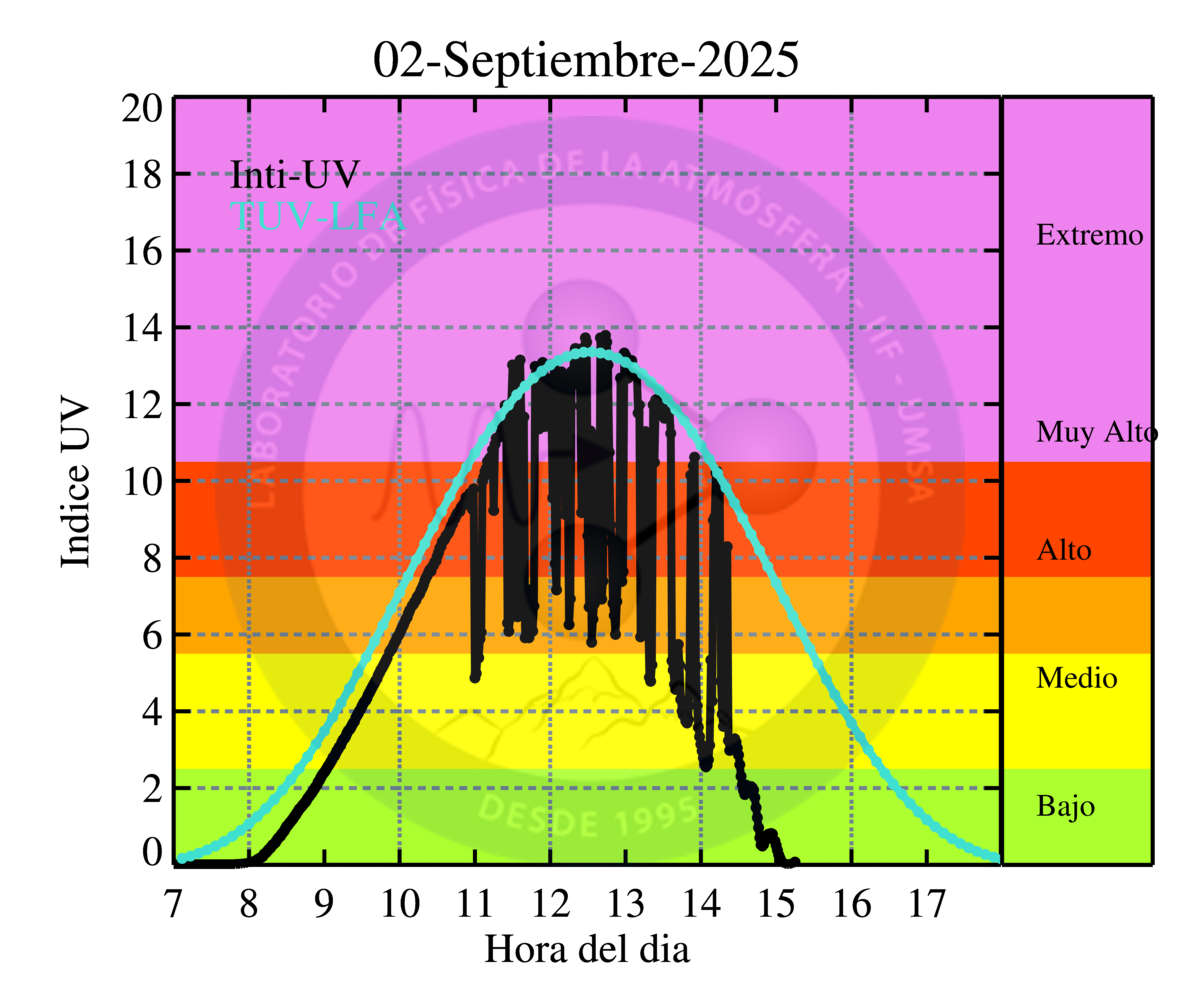 02-Septiembre-2025
20
18
16
14
12
10
8
6
4
2
0
Indice UV
Inti-UV
TUV-LFA
LABORATORIO DE FÍSICA DE LA ATMÓSFERA - IIF - UMSA
DESDE 1995
Extremo
Muy Alto
Alto
Medio
Bajo
7 8 9 10 11 12 13 14 15 16 17
Hora del dia